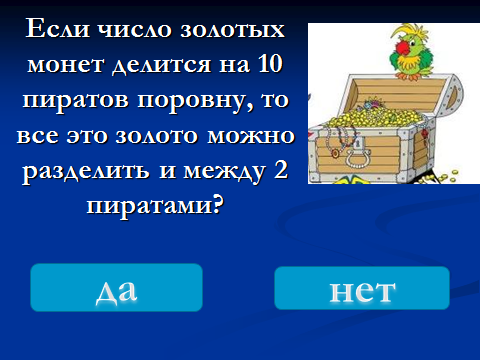 Если число золотых
монет делится на 10
пиратов поровну, то
все это золото можно
разделить и между 2
пиратами?
да
нет